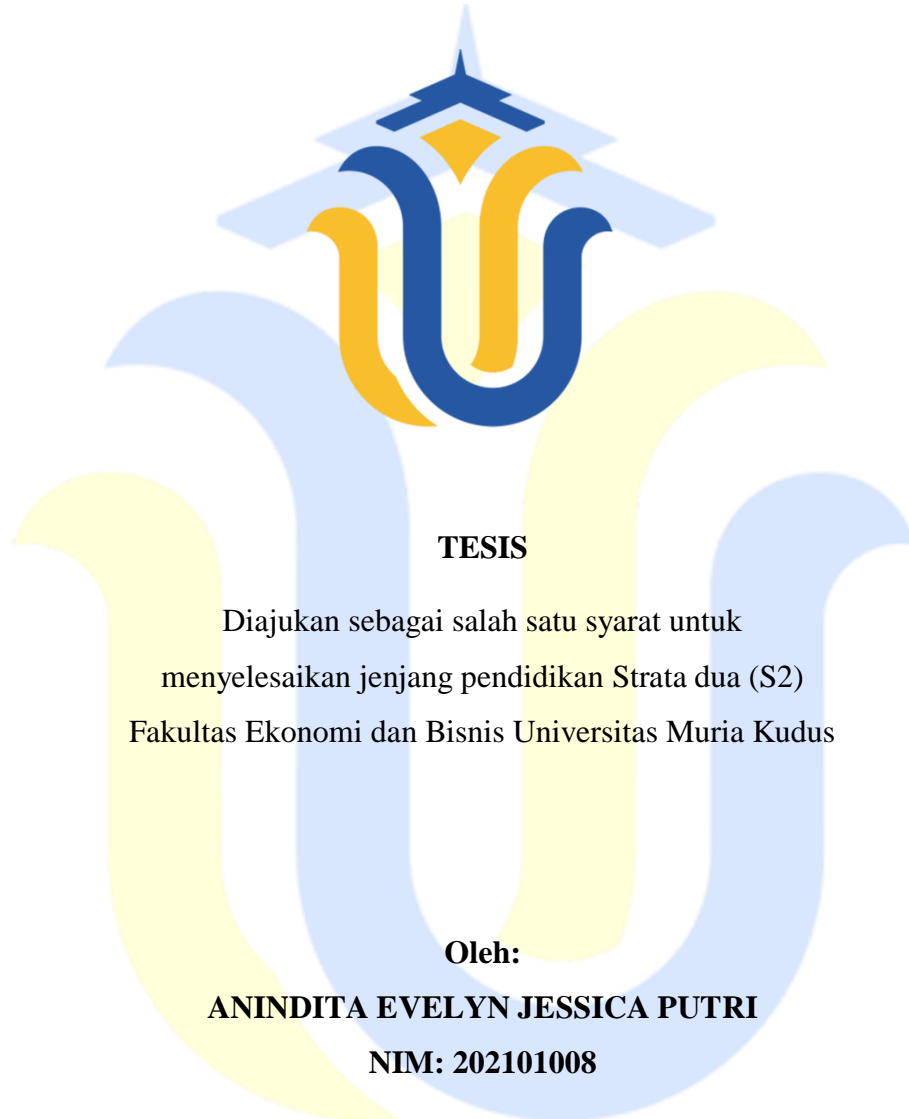 TESIS
Diajukan sebagai salah satu syarat untuk
menyelesaikan jenjang pendidikan Strata dua (S2)
Fakultas Ekonomi dan Bisnis Universitas Muria Kudus
Oleh:
ANINDITA EVELYN JESSICA PUTRI
NIM: 202101008